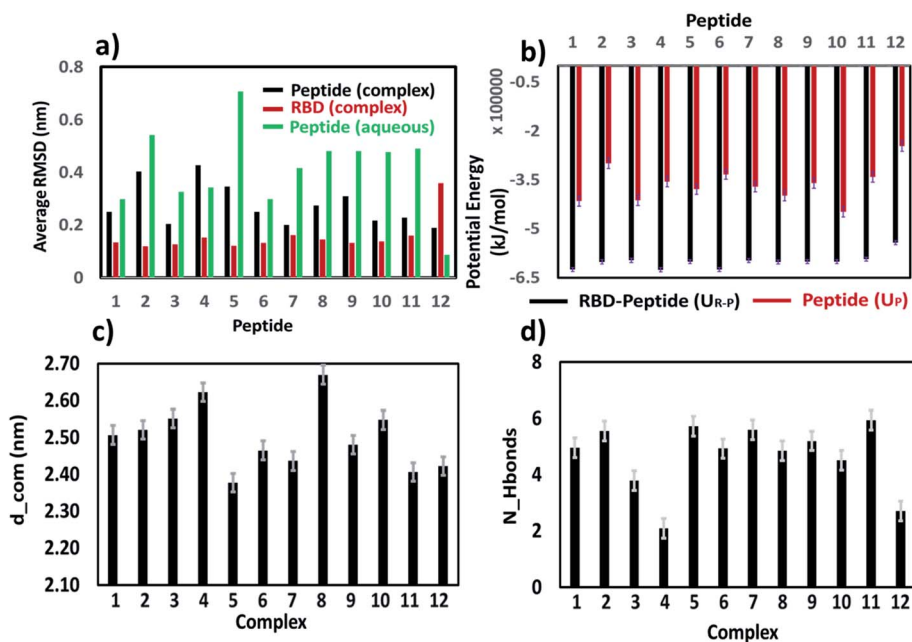 a)
0.8
0.6
0.4
0.2
0
Average RMSD (nm)
Peptide (complex)
RBD (complex)
Peptide (aqueous)
1 2 3 4 5 6 7 8 9 10 11 12
Peptide
b)
Peptide
1 2 3 4 5 6 7 8 9 10 11 12
-0.5
-2
-3.5
-5
-6.5
x 100000
Potential Energy
(kJ/mol)
RBD-Peptide (UR-P)
Peptide (UP)
c)
2.70
2.60
2.50
2.40
2.30
2.20
2.10
d_com (nm)
1 2 3 4 5 6 7 8 9 10 11 12
Complex
d)
8
6
4
2
0
N_Hbonds
1 2 3 4 5 6 7 8 9 10 11 12
Complex